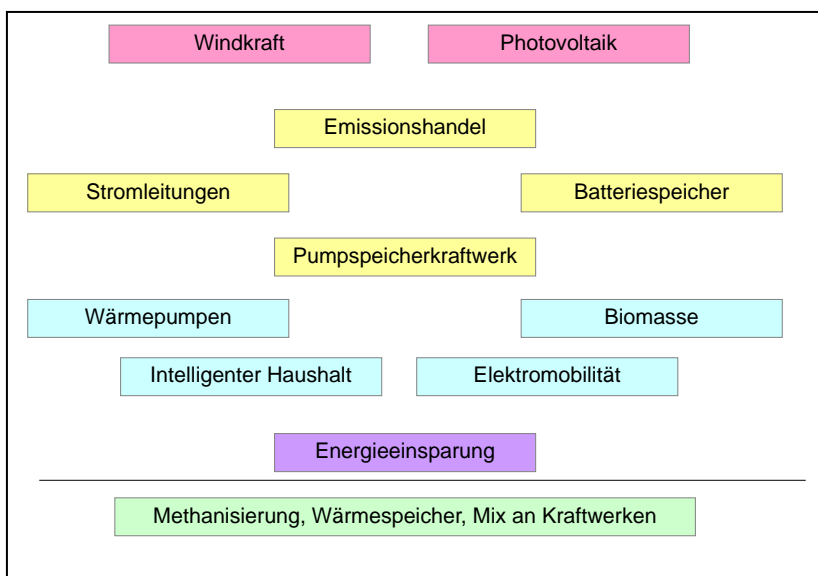 Windkraft
Photovoltaik
Emissionshandel
Stromleitungen
Batteriespeicher
Pumpspeicherkraftwerk
Wärmepumpen
Biomasse
Intelligenter Haushalt
Elektromobilität
Energieeinsparung
Methanisierung, Wärmespeicher, Mix an Kraftwerken